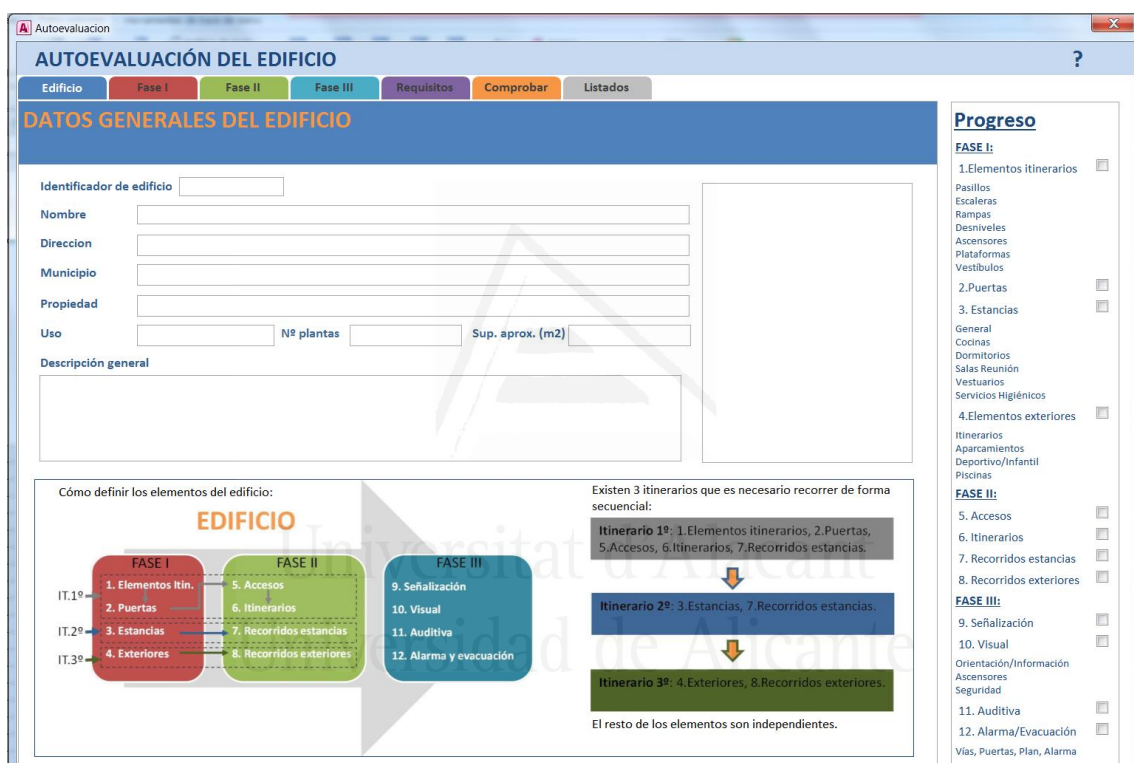 Autoevaluacion
AUTOEVALUACIÓN DEL EDIFICIO
?
Edificio
Fase I
Fase II
Fase III
Requisitos
Comprobar
Listados
DATOS GENERALES DEL EDIFICIO
Identificador de edificio
Nombre
Direccion
Municipio
Propiedad
Uso
Nº plantas
Sup. aprox. (m2)
Descripción general
Cómo definir los elementos del edificio:
EDIFICIO
FASE I
FASE II
FASE III
IT.1º
IT.2º
IT.3º
1. Elementos Itin.
2. Puertas
3. Estancias
4. Exteriores
5. Accesos
6. Itinerarios
7. Recorridos estancias
8. Recorridos exteriores
9. Señalización
10. Visual
11. Auditiva
12. Alarma y evacuación
Existen 3 itinerarios que es necesario recorrer de forma
secuencial:
Itinerario 1º: 1.Elementos itinerarios, 2.Puertas,
5.Accesos, 6.Itinerarios, 7.Recorridos estancias.
Itinerario 2º: 3.Estancias, 7.Recorridos estancias.
Itinerario 3º: 4.Exteriores, 8.Recorridos exteriores.
El resto de los elementos son independientes.
Universitat d'Alacant
Universidad de Alicante
Progreso
FASE I:
1.Elementos itinerarios
Pasillos
Escaleras
Rampas
Desniveles
Ascensores
Plataformas
Vestíbulos
2.Puertas
3. Estancias
General
Cocinas
Dormitorios
Salas Reunión
Vestuarios
Servicios Higiénicos
4.Elementos exteriores
Itinerarios
Aparcamientos
Deportivo/Infantil
Piscinas
FASE II:
5. Accesos
6. Itinerarios
7. Recorridos estancias
8. Recorridos exteriores
FASE III:
9. Señalización
10. Visual
Orientación/Información
Ascensores
Seguridad
11. Auditiva
12. Alarma/Evacuación
Vías, Puertas, Plan, Alarma